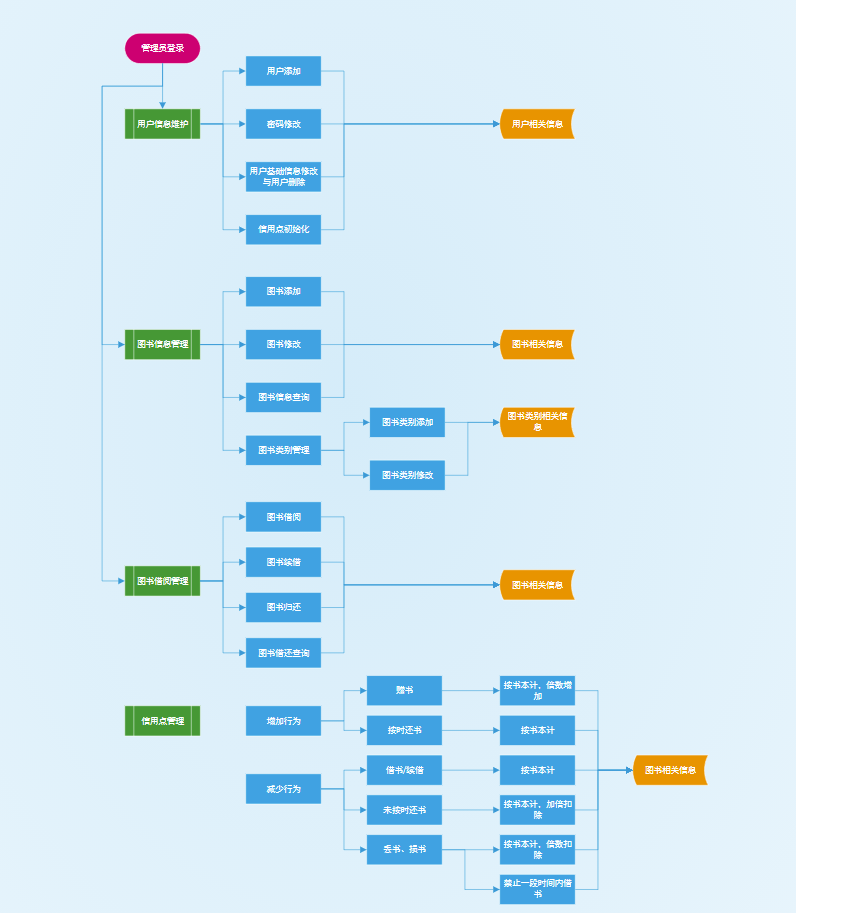 管理员登录
用户添加
用户信息维护
密码修改
用户相关信息
用户基础信息修改
与用户删除
信用点初始化
图书添加
图书信息管理
图书修改
图书相关信息
图书信息查询
图书类别添加
图书类别相关信
息
图书类别管理
图书类别修改
图书借阅
图书续借
图书借阅管理
图书相关信息
图书归还
图书借还查询
赠书
按书本计，倍数增
加
信用点管理
增加行为
按时还书
按书本计
借书/续借
按书本计
图书相关信息
减少行为
未按时还书
按书本计，加倍扣
除
丢书、损书
按书本计，倍数扣
除
禁止一段时间内借
书